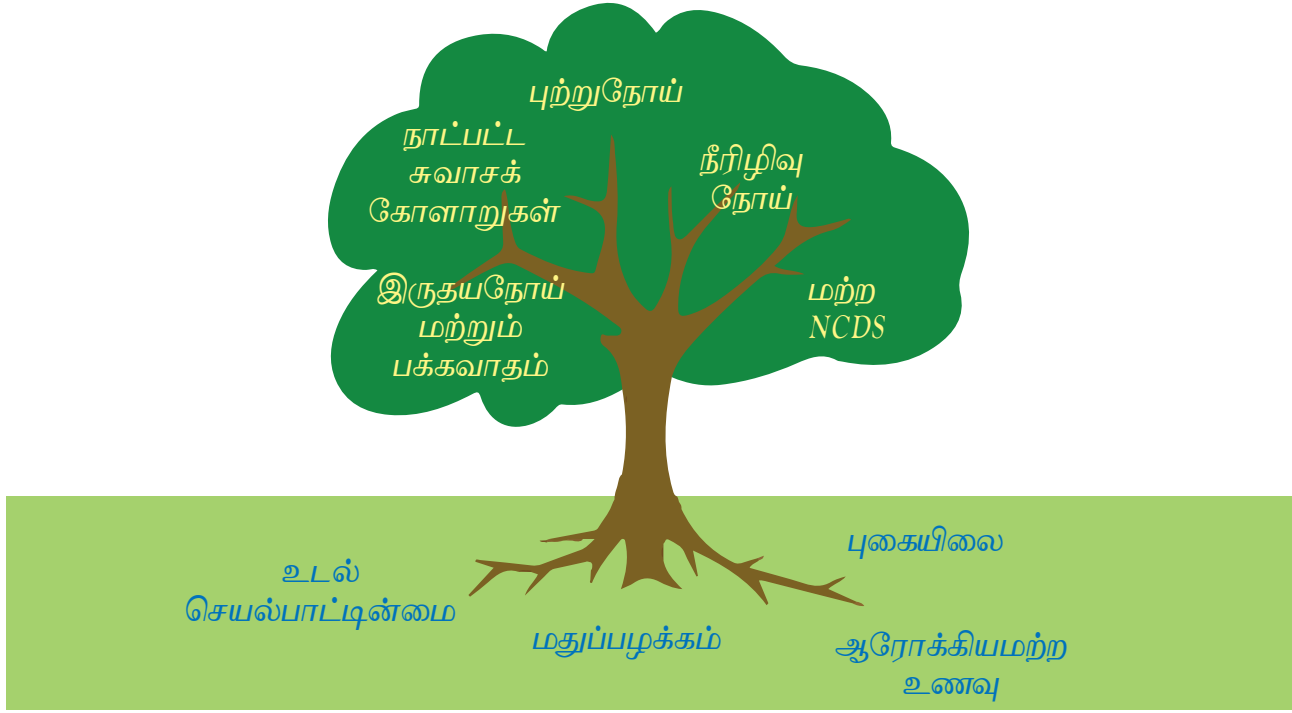 புற்றுநோய்
நாட்பட்ட
சுவாசக்
கோளாறுகள்
நீரிழிவு
நோய்
இருதயநோய்
மற்றும்
பக்கவாதம்
மற்ற
NCDS
புகையிலை
உடல்
செயல்பாட்டின்மை
மதுப்பழக்கம்
ஆரோக்கியமற்ற
உணவு